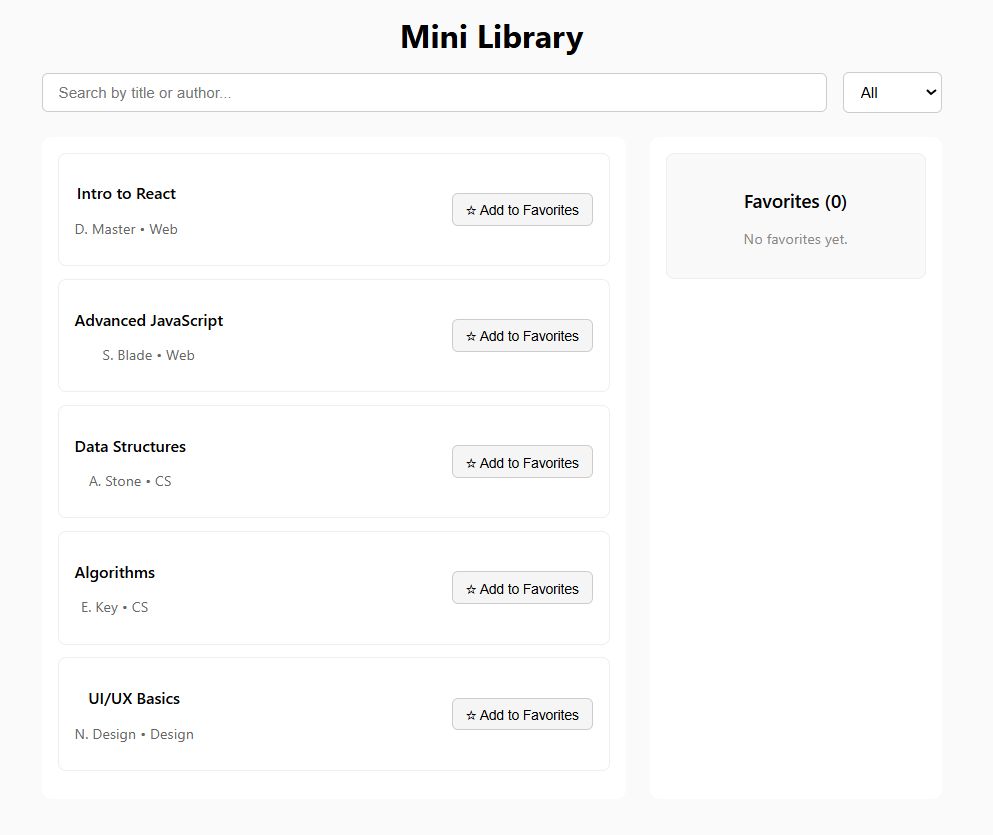 Mini Library
Search by title or author...
All
Intro to React
D. Master • Web
☆ Add to Favorites
Advanced JavaScript
S. Blade • Web
☆ Add to Favorites
Data Structures
A. Stone • CS
☆ Add to Favorites
Algorithms
E. Key • CS
☆ Add to Favorites
UI/UX Basics
N. Design • Design
☆ Add to Favorites
Favorites (0)
No favorites yet.